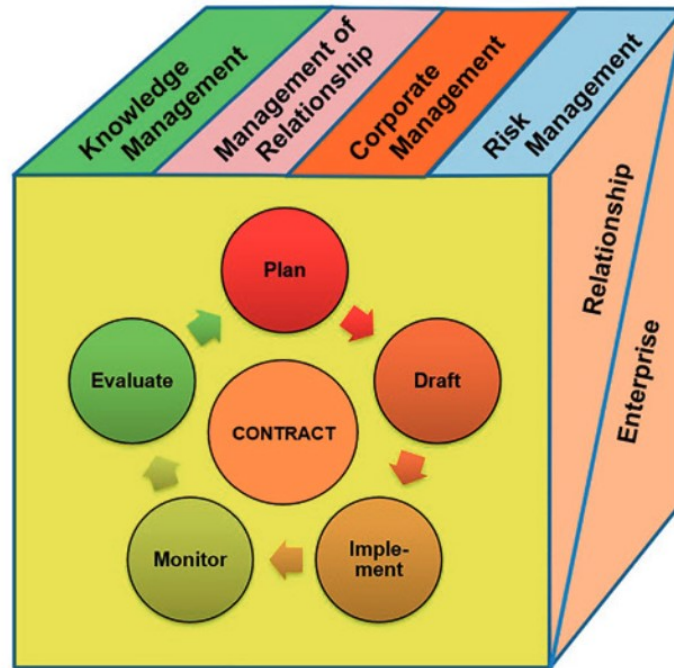 Knowledge
Management
Management of
Relationship
Corporate
Management
Risk
Management
Relationship
Enterprise
Plan
Evaluate
Draft
CONTRACT
Monitor
Imple-
ment